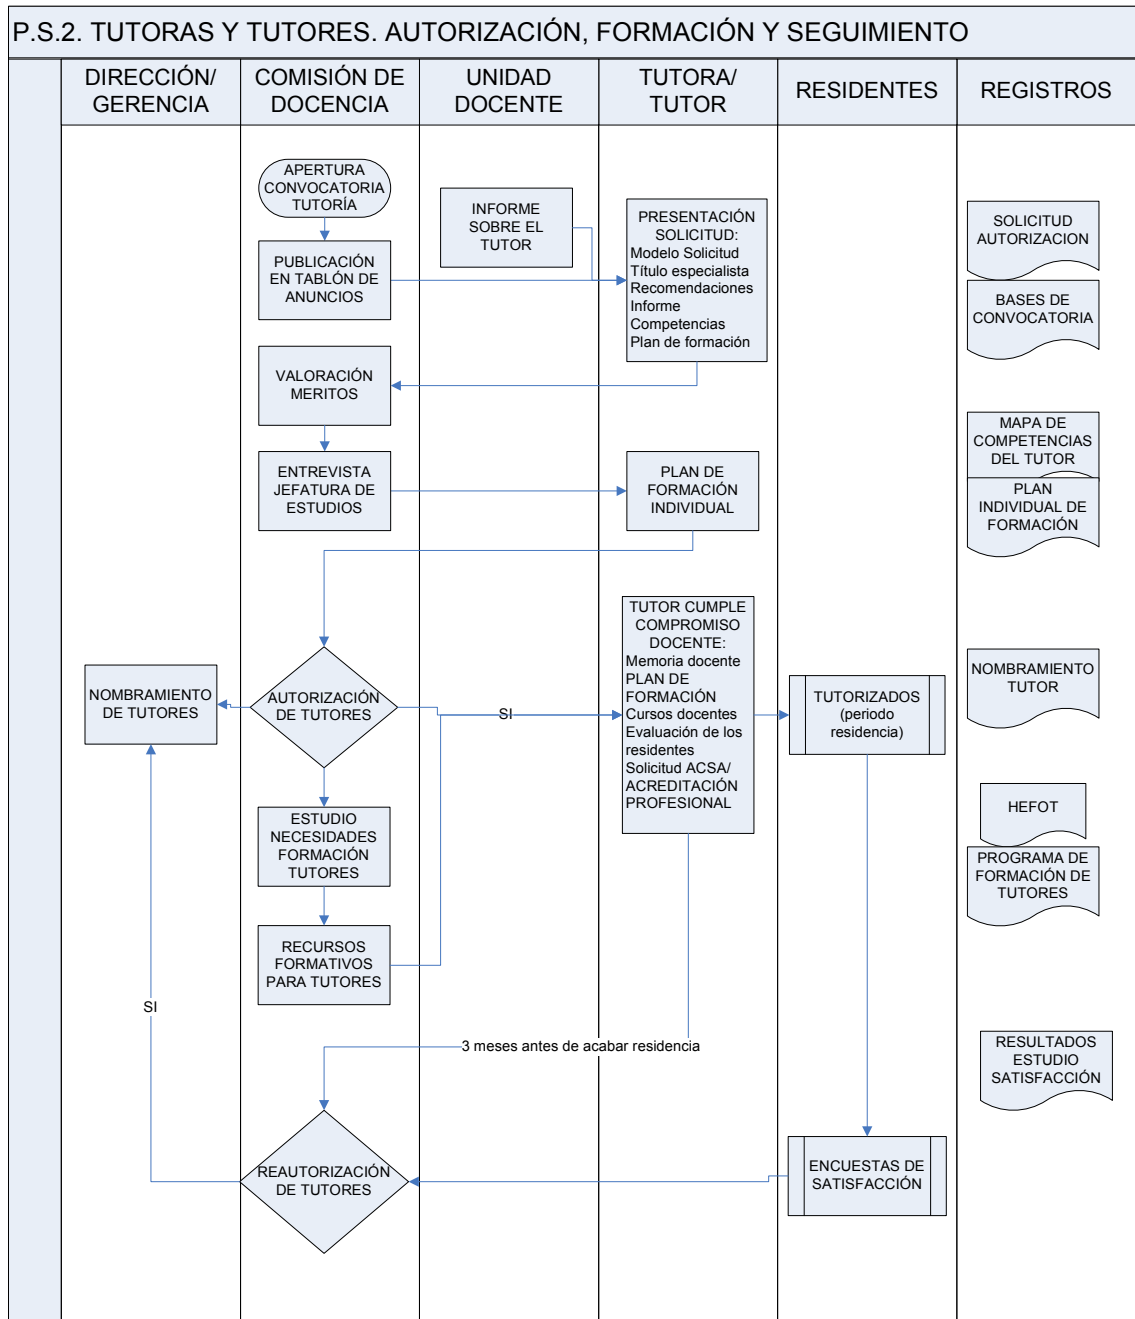 P.S.2. TUTORAS Y TUTORES. AUTORIZACIÓN, FORMACIÓN Y SEGUIMIENTO
DIRECCIÓN/
GERENCIA
COMISIÓN DE
DOCENCIA
UNIDAD
DOCENTE
TUTORA/
TUTOR
RESIDENTES
REGISTROS
APERTURA
CONVOCATORIA
TUTORÍA
PUBLICACIÓN
EN TABLÓN DE
ANUNCIOS
INFORME
SOBRE EL
TUTOR
PRESENTACIÓN
SOLICITUD:
Modelo Solicitud
Título especialista
Recomendaciones
Informe
Competencias
Plan de formación
SOLICITUD
AUTORIZACION
BASES DE
CONVOCATORIA
VALORACIÓN
MERITOS
ENTREVISTA
JEFATURA DE
ESTUDIOS
PLAN DE
FORMACIÓN
INDIVIDUAL
MAPA DE
COMPETENCIAS
DEL TUTOR
PLAN
INDIVIDUAL DE
FORMACIÓN
NOMBRAMIENTO
DE TUTORES
AUTORIZACIÓN
DE TUTORES
SI
TUTOR CUMPLE
COMPROMISO
DOCENTE:
Memoria docente
PLAN DE
FORMACIÓN
Cursos docentes
Evaluación de los
residentes
Solicitud ACSA/
ACREDITACIÓN
PROFESIONAL
TUTORIZADOS
(periodo
residencia)
NOMBRAMIENTO
TUTOR
ESTUDIO
NECESIDADES
FORMACIÓN
TUTORES
HEFOT
PROGRAMA DE
FORMACIÓN DE
TUTORES
RECURSOS
FORMATIVOS
PARA TUTORES
SI
3 meses antes de acabar residencia
RESULTADOS
ESTUDIO
SATISFACCIÓN
REAUTORIZACIÓN
DE TUTORES
ENCUESTAS DE
SATISFACCIÓN